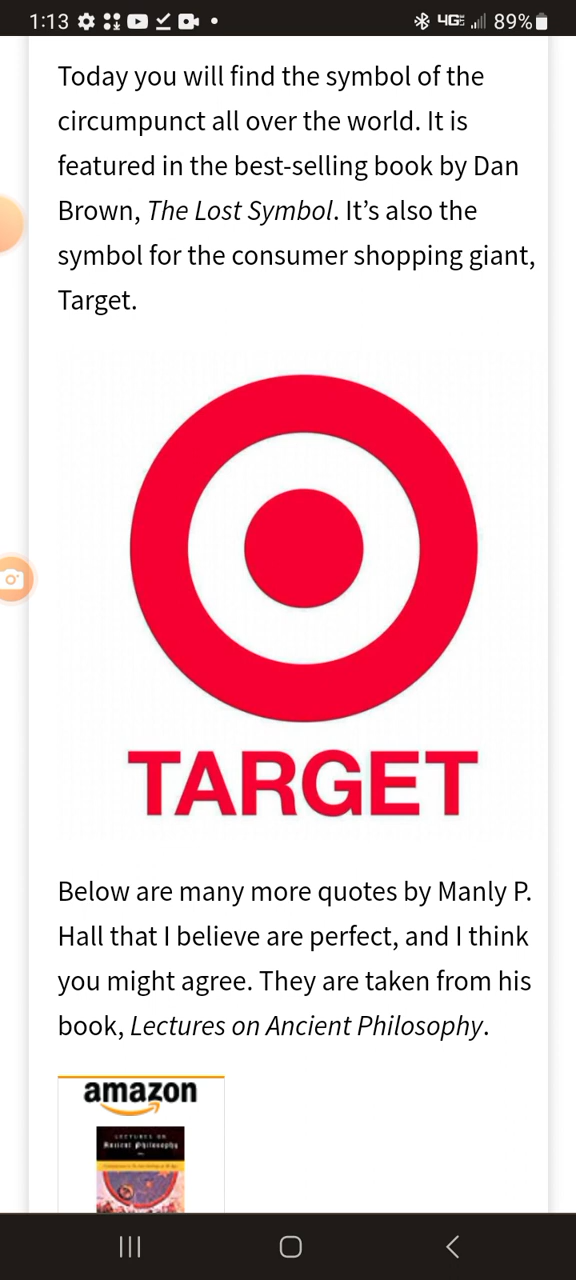 1:13
4GE 89%
Today you will find the symbol of the
circumpunct all over the world. It is
featured in the best-selling book by Dan
Brown, The Lost Symbol. It’s also the
symbol for the consumer shopping giant,
Target.
TARGET
Below are many more quotes by Manly P.
Hall that I believe are perfect, and I think
you might agree. They are taken from his
book, Lectures on Ancient Philosophy.
amazon
LECTURES ON
Ancient Philosophy